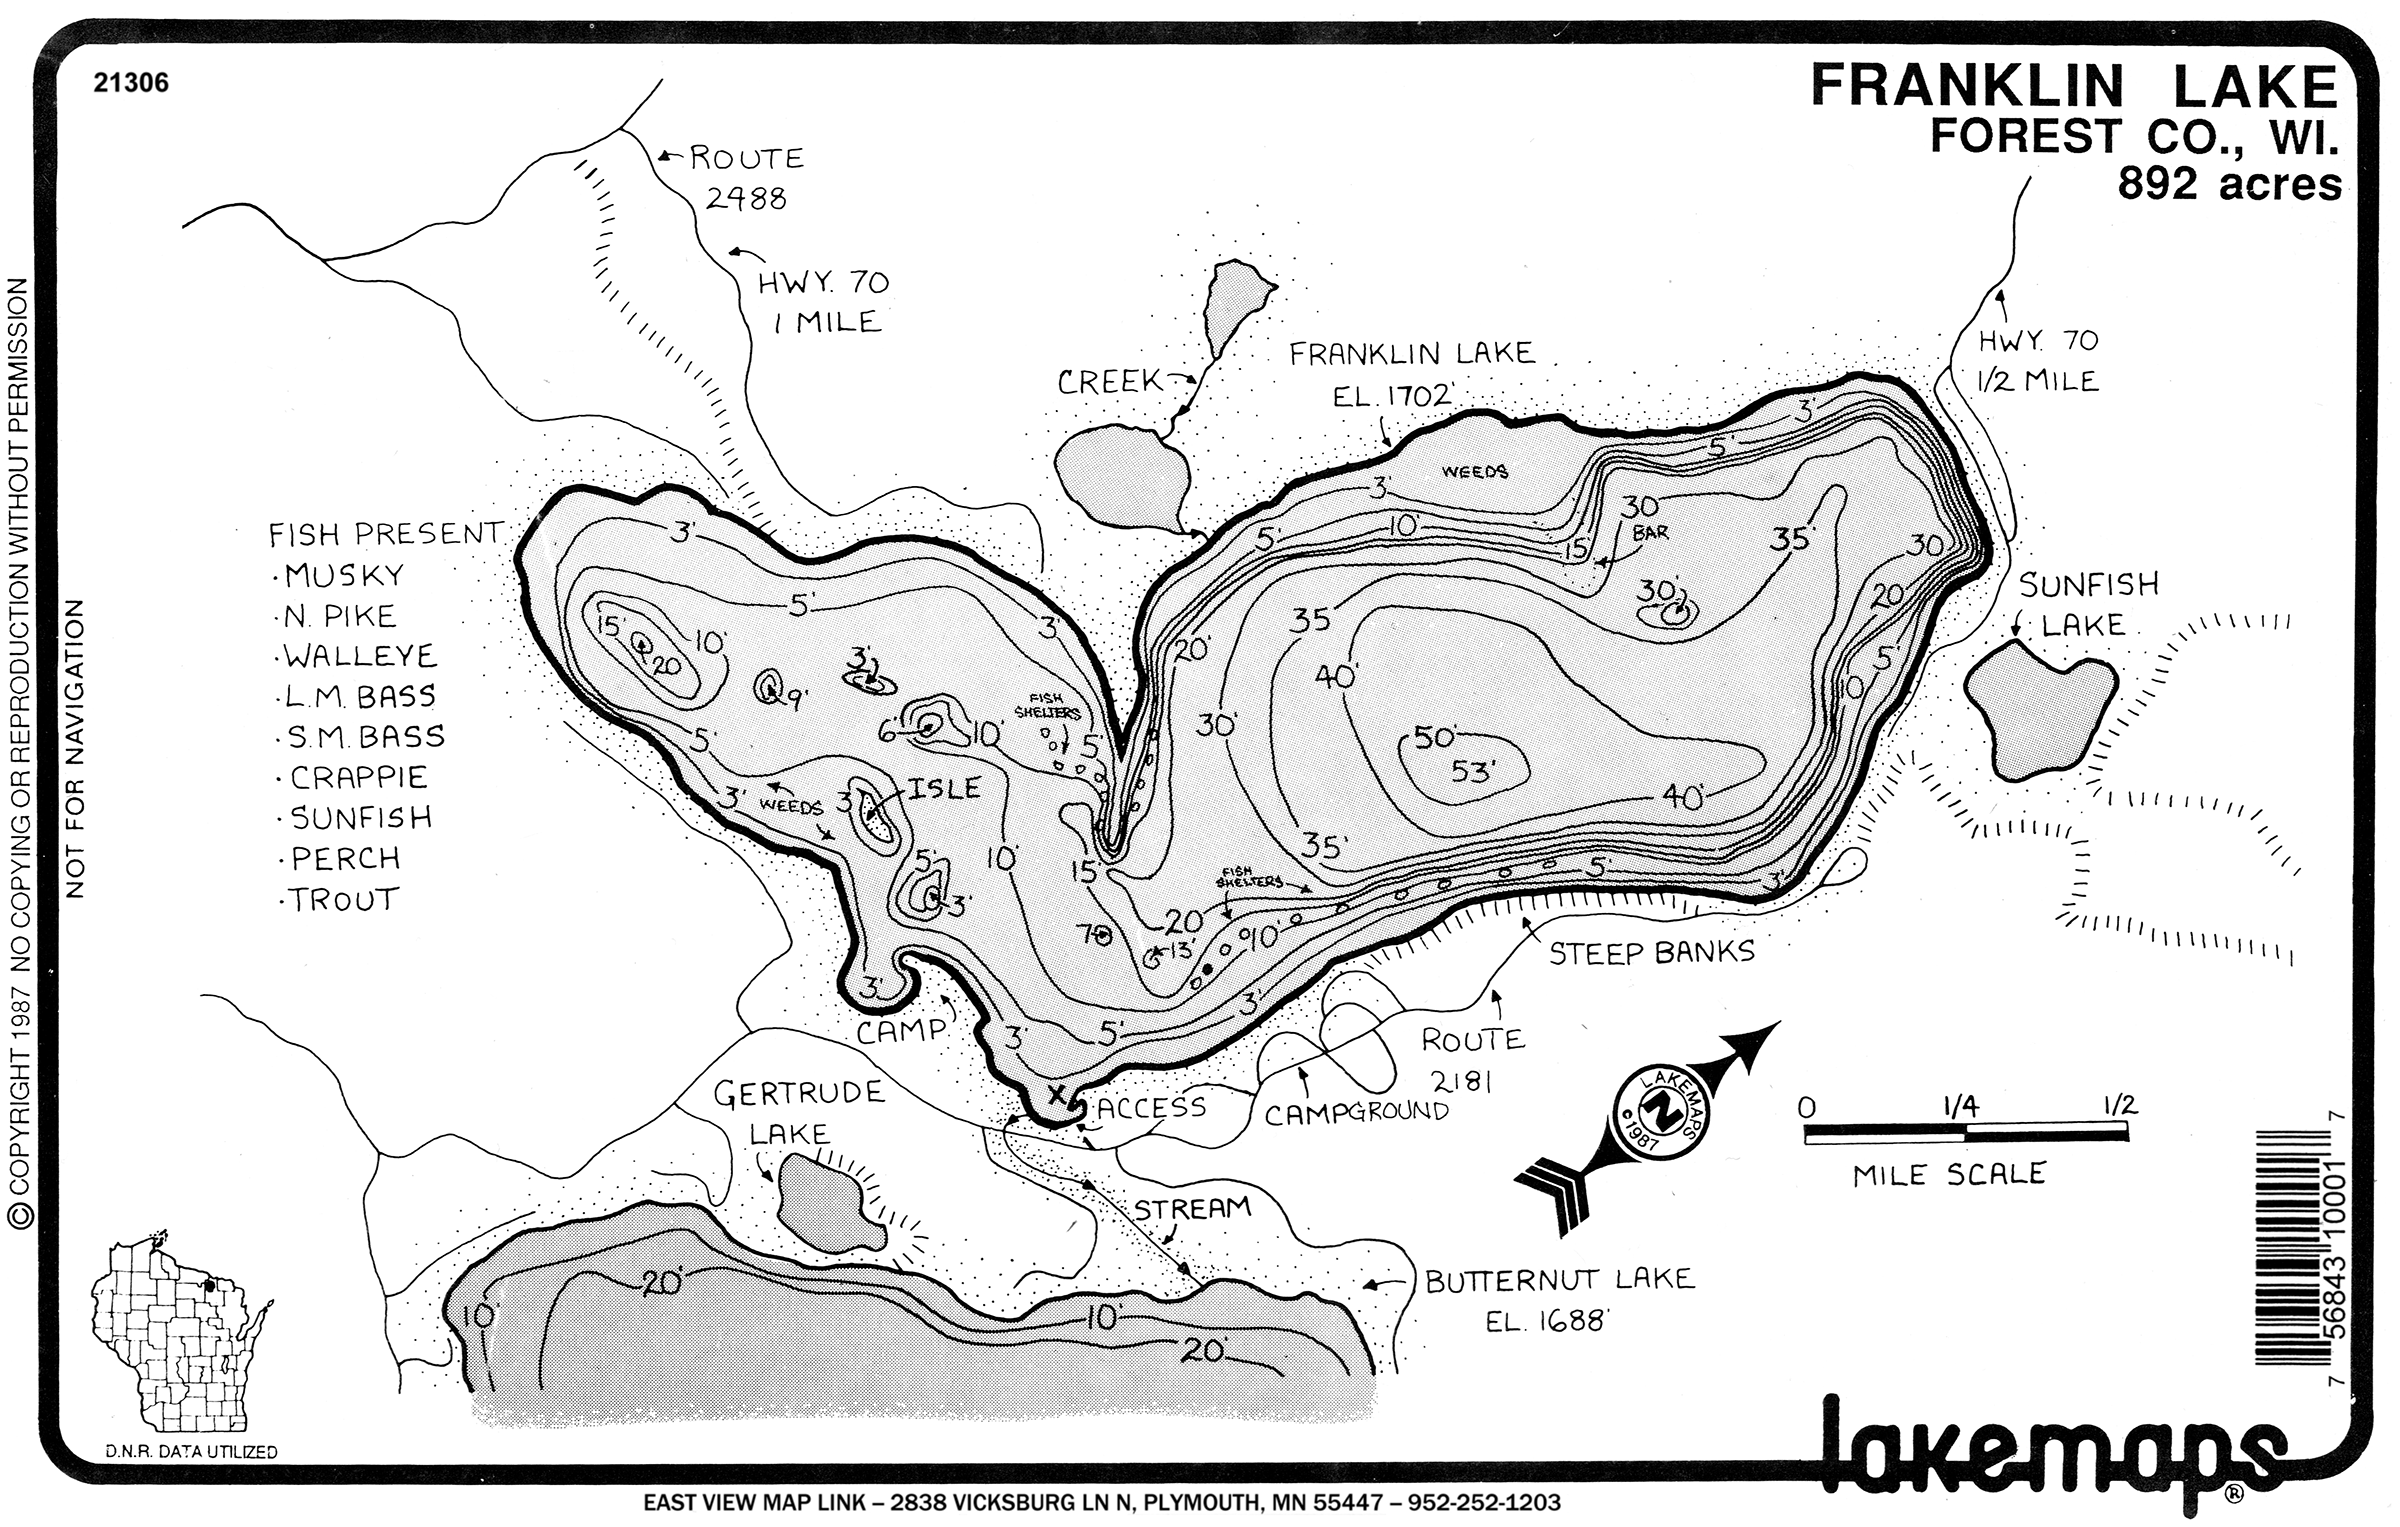 21306
FRANKLIN LAKE
FOREST CO., WI.
892 acres
ROUTE
2488
HWY. 70
1 MILE
CREEK
FRANKLIN LAKE
EL. 1702'
HWY. 70
1/2 MILE
FISH PRESENT
·MUSKY
·N. PIKE
·WALLEYE
·L.M. BASS
·S.M. BASS
·CRAPPIE
·SUNFISH
·PERCH
·TROUT
© COPYRIGHT 1987 NO COPYING OR REPRODUCTION WITHOUT PERMISSION
NOT FOR NAVIGATION
3'
5'
15'
20
10'
9'
3'
6'
10'
3'
FISH
SHELTERS
5'
5'
3'
WEEDS
3'
ISLE
5'
3'
10'
15'
7
13'
20
10'
3'
3'
5'
3'
CAMP
3'
5'
WEEDS
3'
5'
10'
15'
30
BAR
35'
30'
30'
20'
5'
10'
20'
30'
35
40'
50'
53'
40'
35'
5'
3'
FISH
SHELTERS
SUNFISH
LAKE
STEEP BANKS
ROUTE
2181
CAMPGROUND
X
ACCESS
GERTRUDE
LAKE
STREAM
BUTTERNUT LAKE
EL. 1688'
10'
20'
10'
20'
LAKEMAPS
N
©1987
0 1/4 1/2
MILE SCALE
7 56843 10001 7
D.N.R. DATA UTILIZED
lakemaps®
EAST VIEW MAP LINK – 2838 VICKSBURG LN N, PLYMOUTH, MN 55447 – 952-252-1203